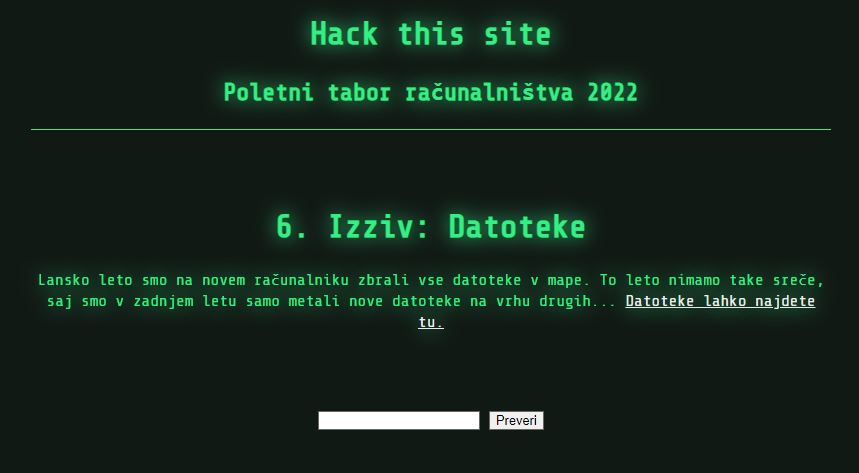 Hack this site
Poletni tabor računalništva 2022
6. Izziv: Datoteke
Lansko leto smo na novem računalniku zbrali vse datoteke v mape. To leto nimamo take sreče,
saj smo v zadnjem letu samo metali nove datoteke na vrhu drugih... Datoteke lahko najdete
tu.
Preveri